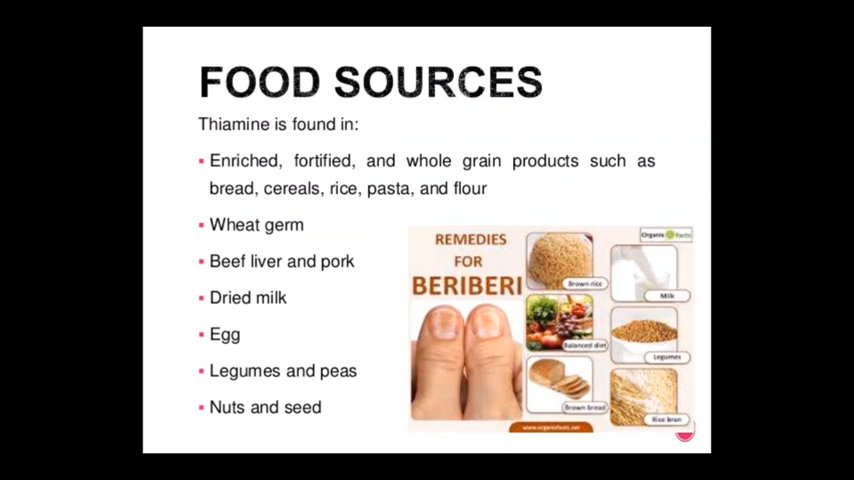 FOOD SOURCES
Thiamine is found in:
▪ Enriched, fortified, and whole grain products such as
bread, cereals, rice, pasta, and flour
▪ Wheat germ
▪ Beef liver and pork
▪ Dried milk
▪ Egg
▪ Legumes and peas
▪ Nuts and seed
REMEDIES
FOR
BERIBERI
Organic Facts
Brown rice
Milk
Balanced diet
Legumes
Brown bread
Rice bran
www.organicfacts.net